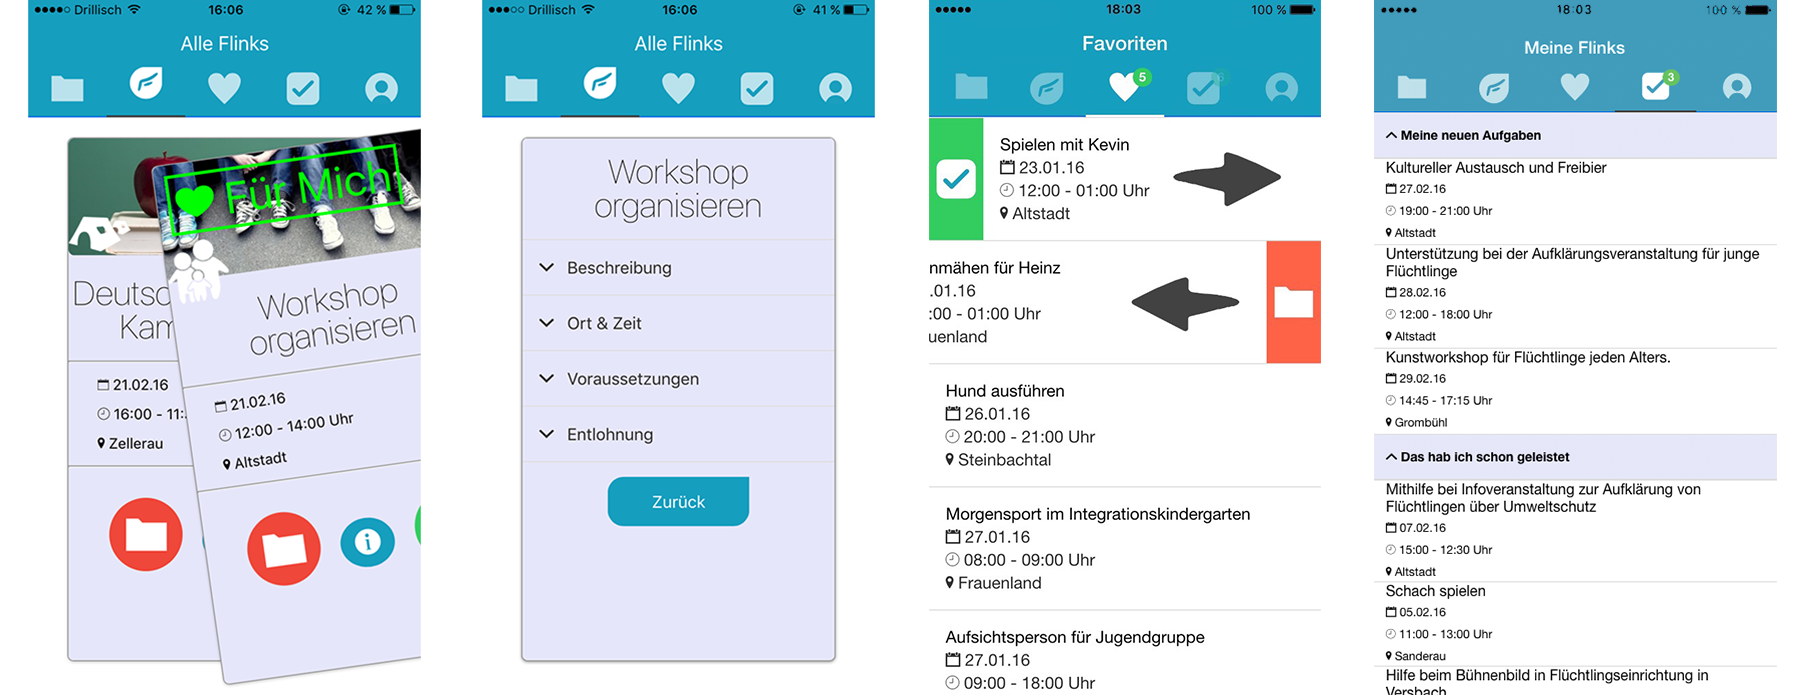 Drillisch
16:06
42 %
Alle Flinks
Für Mich
Workshop
organisieren
21.02.16
12:00 - 14:00 Uhr
Altstadt
21.02.16
16:00 - 11:
Zellerau
Drillisch
16:06
41 %
Alle Flinks
Workshop
organisieren
Beschreibung
Ort & Zeit
Voraussetzungen
Entlohnung
Zurück
18:03
100 %
Favoriten
5
6
Spielen mit Kevin
23.01.16
12:00 - 01:00 Uhr
Altstadt
nmähen für Heinz
.01.16
:00 - 01:00 Uhr
uenland
Hund ausführen
26.01.16
20:00 - 21:00 Uhr
Steinbachtal
Morgensport im Integrationskindergarten
27.01.16
08:00 - 09:00 Uhr
Frauenland
Aufsichtsperson für Jugendgruppe
27.01.16
09:00 - 18:00 Uhr
18:03
100 %
Meine Flinks
3
Meine neuen Aufgaben
Kultureller Austausch und Freibier
27.02.16
19:00 - 21:00 Uhr
Altstadt
Unterstützung bei der Aufklärungsveranstaltung für junge
Flüchtlinge
28.02.16
12:00 - 18:00 Uhr
Altstadt
Kunstworkshop für Flüchtlinge jeden Alters.
29.02.16
14:45 - 17:15 Uhr
Grombühl
Das hab ich schon geleistet
Mithilfe bei Infoveranstaltung zur Aufklärung von
Flüchtlingen über Umweltschutz
07.02.16
15:00 - 12:30 Uhr
Altstadt
Schach spielen
05.02.16
11:00 - 13:00 Uhr
Sanderau
Hilfe beim Bühnenbild in Flüchtlingseinrichtung in
Versbach